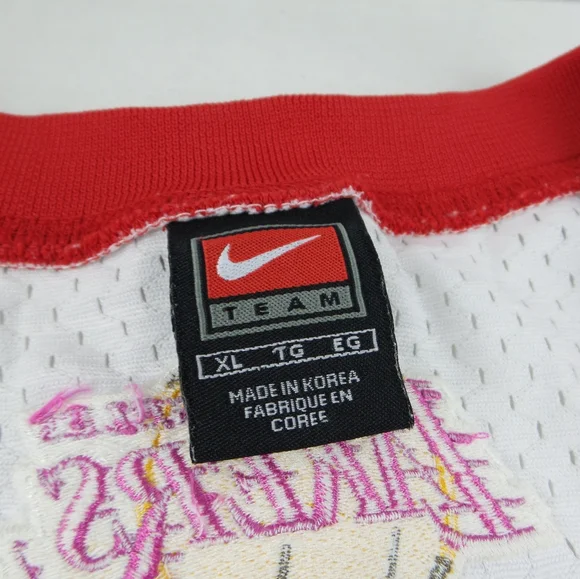 TEAM
XL TG EG
MADE IN KOREA
FABRIQUE EN
COREE